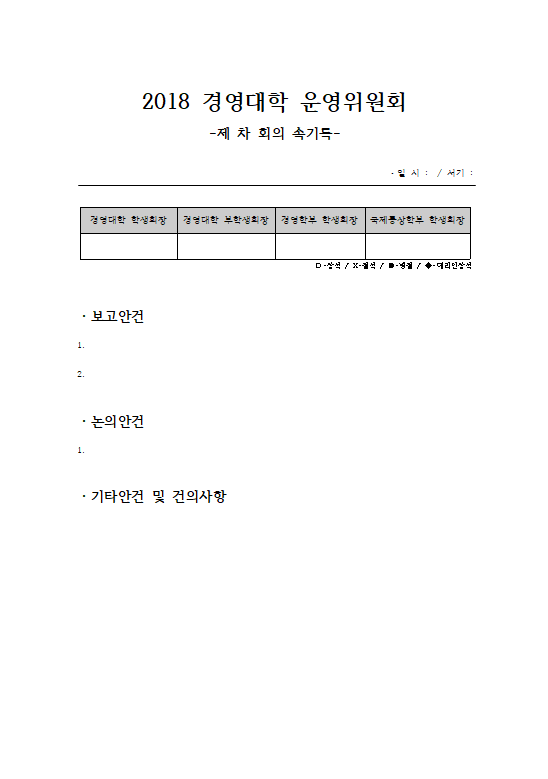 2018 경영대학 운영위원회
-제 차 회의 속기록-
·일 시 : / 서기 :
경영대학 학생회장 경영대학 부학생회장 경영학부 학생회장 국제통상학부 학생회장
O-참석 / X-불참 / ●-병결 / ◆-대리인참석
·보고안건
1.
2.
·논의안건
1.
·기타안건 및 건의사항